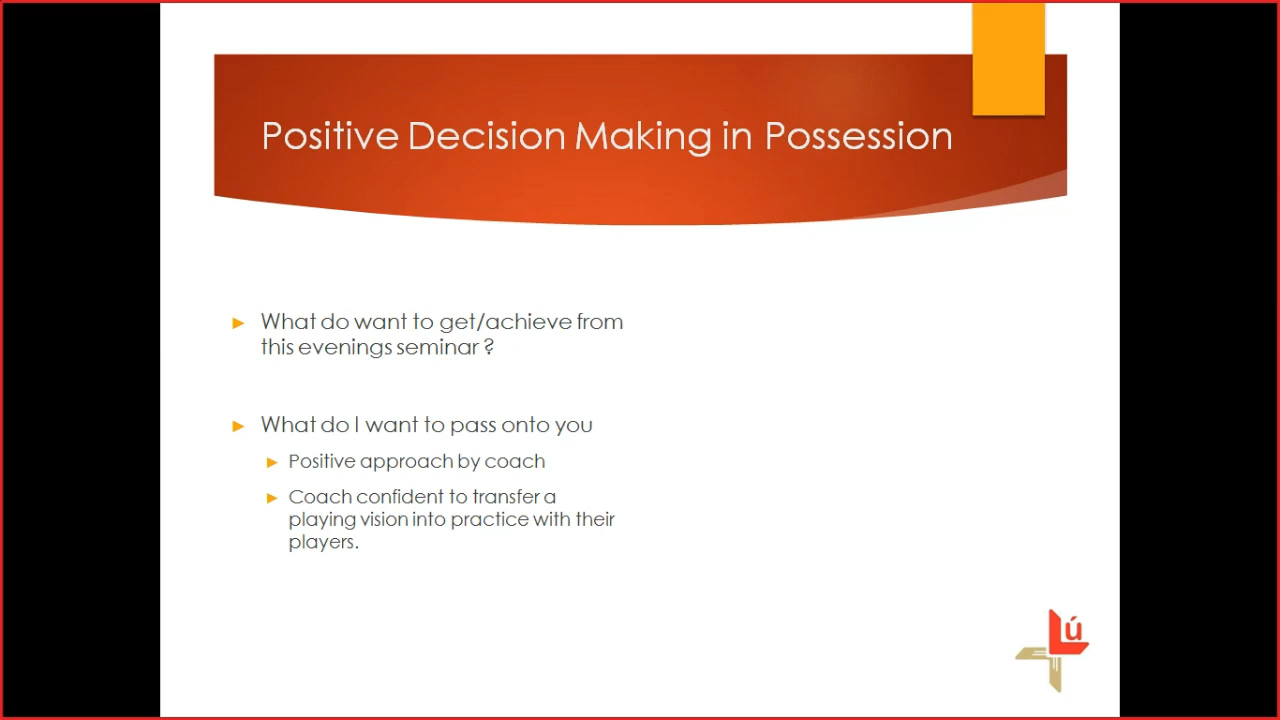 Positive Decision Making in Possession
What do want to get/achieve from
this evenings seminar ?
What do I want to pass onto you
Positive approach by coach
Coach confident to transfer a
playing vision into practice with their
players.
Lú